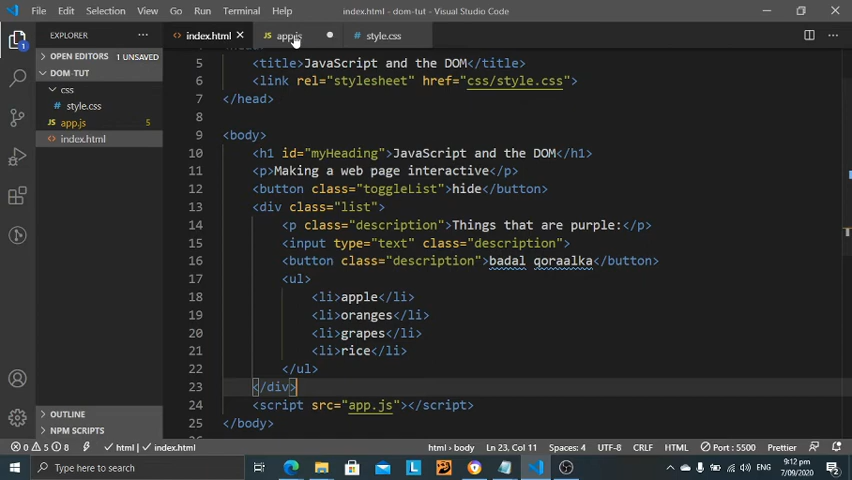 File Edit Selection View Go Run Terminal Help index.html - dom-tut - Visual Studio Code
EXPLORER ... index.html app.js style.css
OPEN EDITORS 1 UNSAVED
DOM-TUT
css
style.css
app.js 5
index.html
OUTLINE
NPM SCRIPTS
1
5 <title>JavaScript and the DOM</title>
6 <link rel="stylesheet" href="css/style.css">
7 </head>
8
9 <body>
10 <h1 id="myHeading">JavaScript and the DOM</h1>
11 <p>Making a web page interactive</p>
12 <button class="toggleList">hide</button>
13 <div class="list">
14 <p class="description">Things that are purple:</p>
15 <input type="text" class="description">
16 <button class="description">badal qoraalka</button>
17 <ul>
18 <li>apple</li>
19 <li>oranges</li>
20 <li>grapes</li>
21 <li>rice</li>
22 </ul>
23 </div>
24 <script src="app.js"></script>
25 </body>
0 5 8 html | index.html html › body Ln 23, Col 11 Spaces: 4 UTF-8 CRLF HTML Port : 5500 Prettier
Type here to search L ENG 9:12 pm
7/09/2020 2